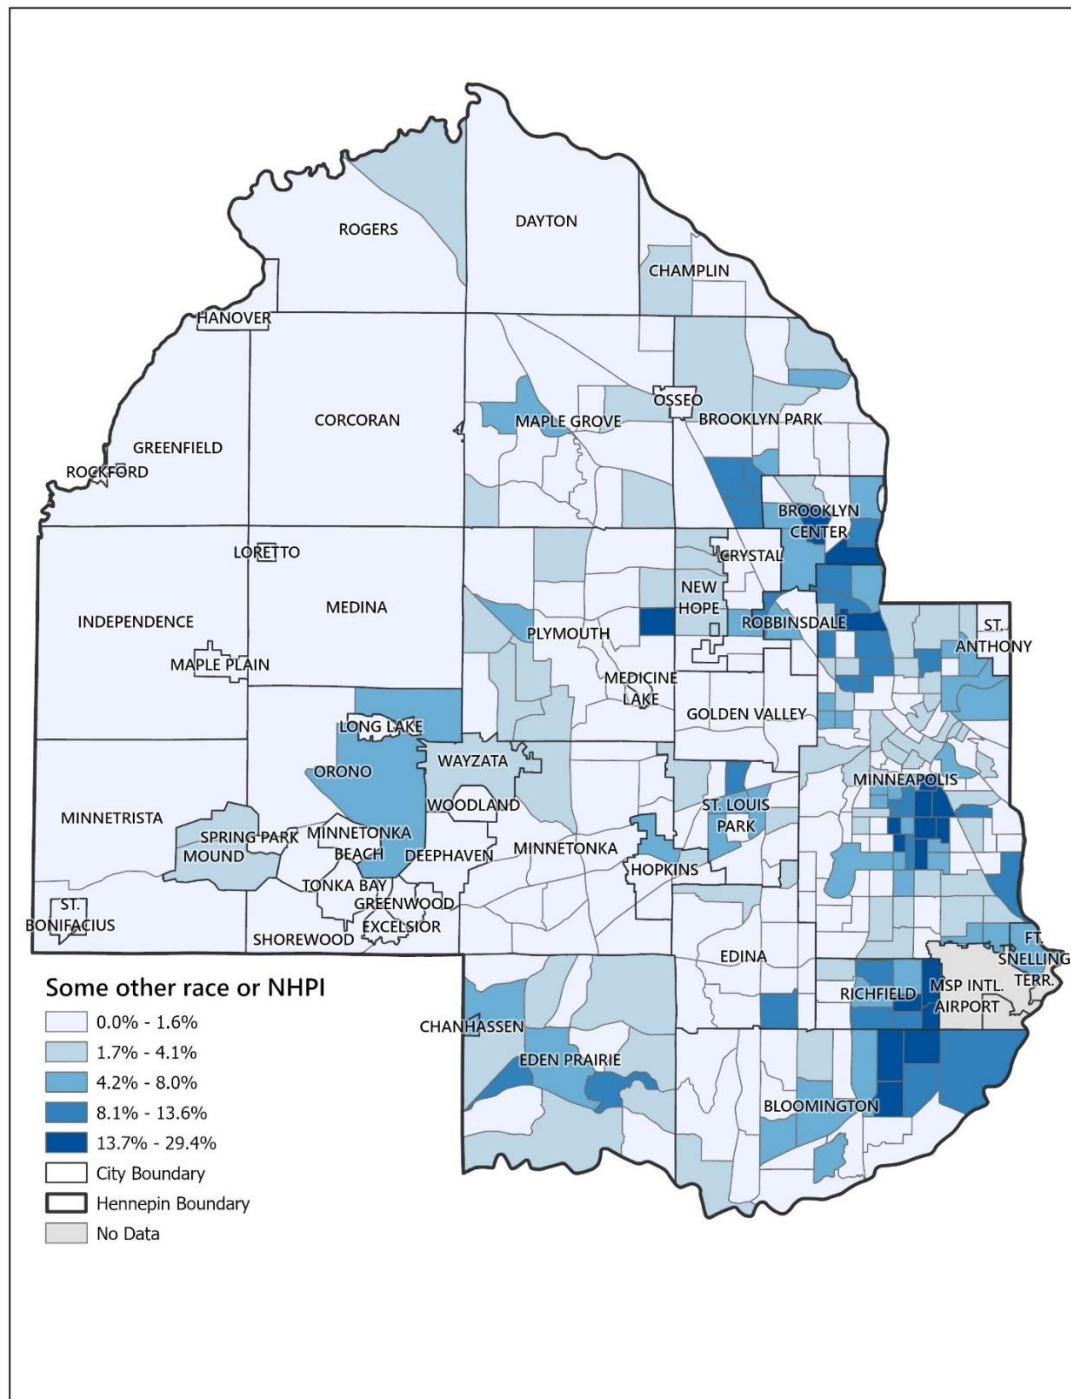 ROGERS
DAYTON
CHAMPLIN
HANOVER
OSSEO
CORCORAN
MAPLE GROVE
BROOKLYN PARK
GREENFIELD
ROCKFORD
BROOKLYN
CENTER
LORETTO
CRYSTAL
NEW
HOPE
MEDINA
INDEPENDENCE
PLYMOUTH
ROBBINSDALE
ST.
ANTHONY
MAPLE PLAIN
MEDICINE
LAKE
GOLDEN VALLEY
LONG LAKE
WAYZATA
ORONO
MINNEAPOLIS
WOODLAND
ST. LOUIS
PARK
MINNETRISTA
SPRING PARK
MINNETONKA
BEACH
MOUND
DEEPHAVEN
MINNETONKA
HOPKINS
TONKA BAY
GREENWOOD
ST.
BONIFACIUS
EXCELSIOR
SHOREWOOD
EDINA
FT.
SNELLING
TERR.
RICHFIELD
MSP INTL.
AIRPORT
CHANHASSEN
EDEN PRAIRIE
BLOOMINGTON
Some other race or NHPI
0.0% - 1.6%
1.7% - 4.1%
4.2% - 8.0%
8.1% - 13.6%
13.7% - 29.4%
City Boundary
Hennepin Boundary
No Data